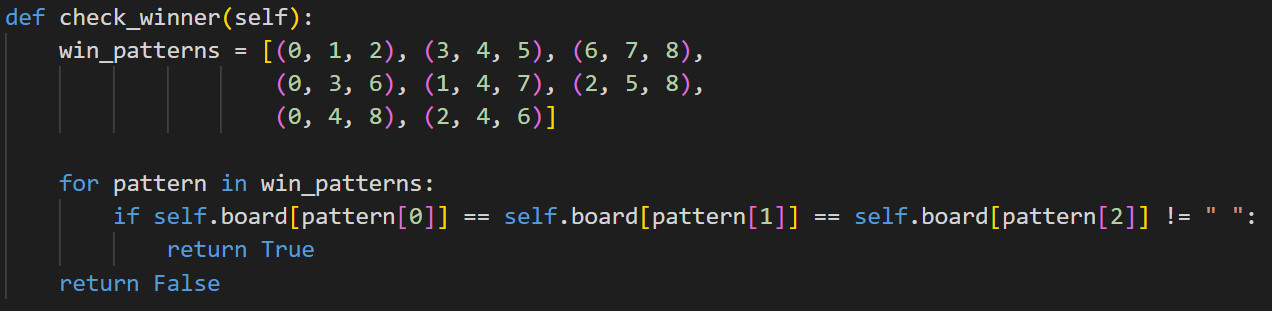 def check_winner(self):
    win_patterns = [(0, 1, 2), (3, 4, 5), (6, 7, 8),
                    (0, 3, 6), (1, 4, 7), (2, 5, 8),
                    (0, 4, 8), (2, 4, 6)]

    for pattern in win_patterns:
        if self.board[pattern[0]] == self.board[pattern[1]] == self.board[pattern[2]] != " ":
            return True
    return False